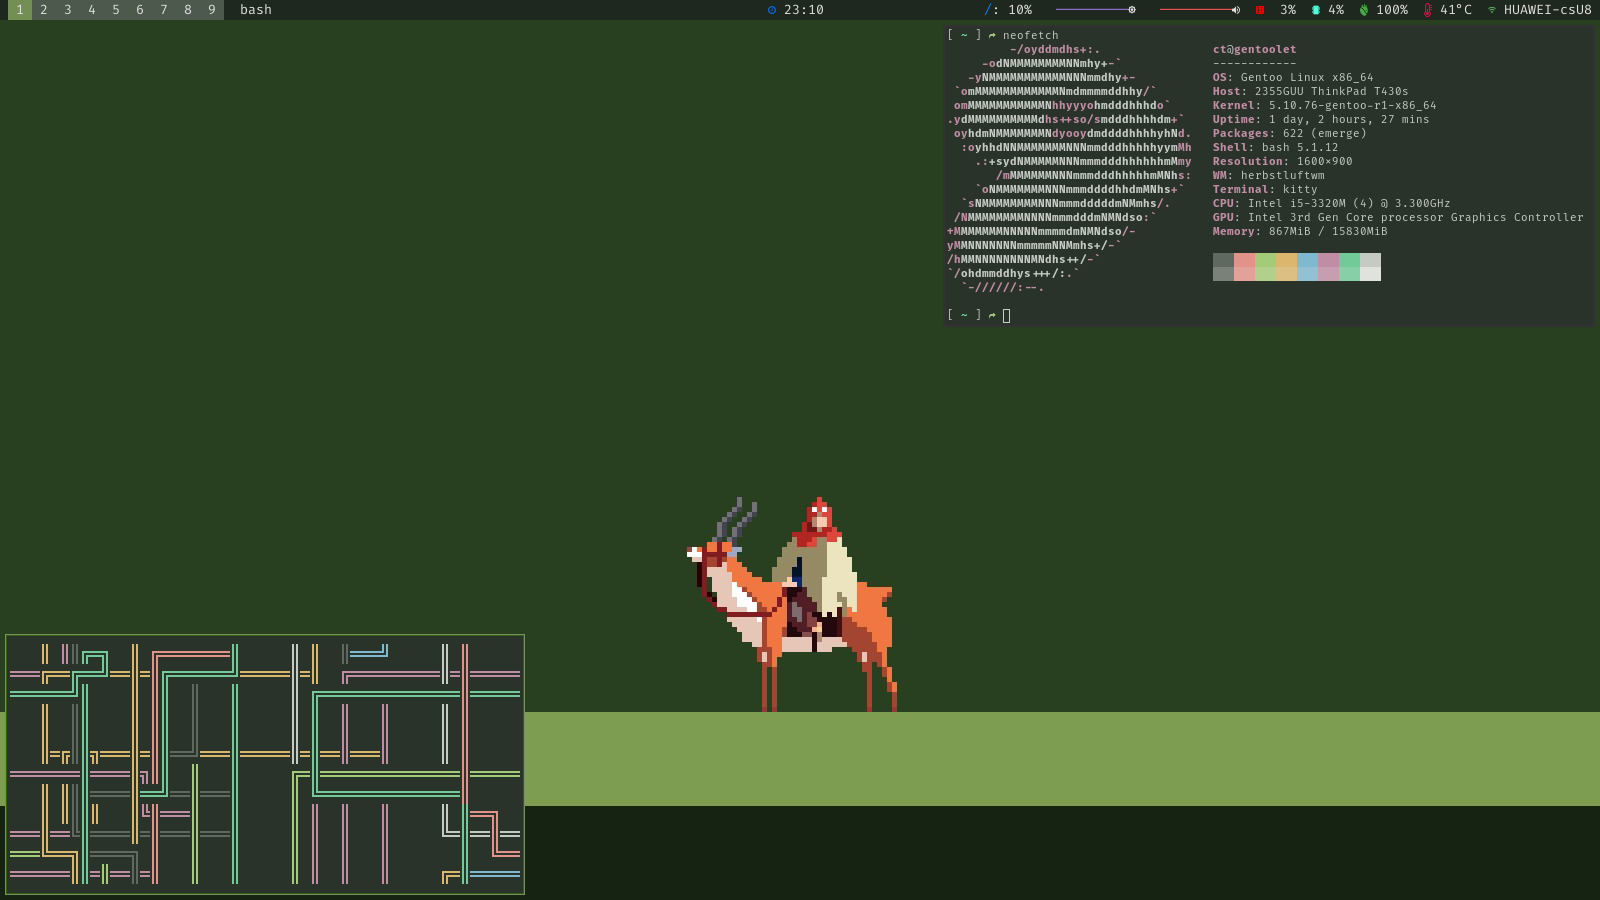 1 2 3 4 5 6 7 8 9 bash 23:10 /: 10% 3% 4% 100% 41°C HUAWEI-csU8
[ ~ ] neofetch
-/oyddmdhs+:. ct@gentoolet
-odNMMMMMMMMNNmhy+-` ------------
-yNMMMMMMMMMMMNNNmmdhy+- OS: Gentoo Linux x86_64
`omMMMMMMMMMMMMNmdmmmmddhhy/` Host: 2355GUU ThinkPad T430s
omMMMMMMMMMMMNhhyyyohmdddhhhdo` Kernel: 5.10.76-gentoo-r1-x86_64
.ydMMMMMMMMMMdhs++so/smdddhhhhdm+` Uptime: 1 day, 2 hours, 27 mins
oyhdmNMMMMMMMNdyooydmddddhhhhyhNd. Packages: 622 (emerge)
:oyhhdNNMMMMMMMNNNmmdddhhhhhyymMh Shell: bash 5.1.12
.:+sydNMMMMMNNNmmmdddhhhhhhmMmy Resolution: 1600×900
/mMMMMMMNNNmmmdddhhhhhmMNhs: WM: herbstluftwm
`oNMMMMMMMNNNmmmddddhhdmMNhs+` Terminal: kitty
`sNMMMMMMMMNNNmmmdddddmNMmhs/. CPU: Intel i5-3320M (4) @ 3.300GHz
/NMMMMMMMMNNNNmmmdddmNMNdso:` GPU: Intel 3rd Gen Core processor Graphics Controller
+MMMMMMMNNNNNmmmmdmNMNdso/- Memory: 867MiB / 15830MiB
yMMNNNNNNNmmmmmNNMmhs+/-`
/hMMNNNNNNNNMNdhs++/-`
`/ohdmmddhys+++/:.`
`-//////:--.
[ ~ ]